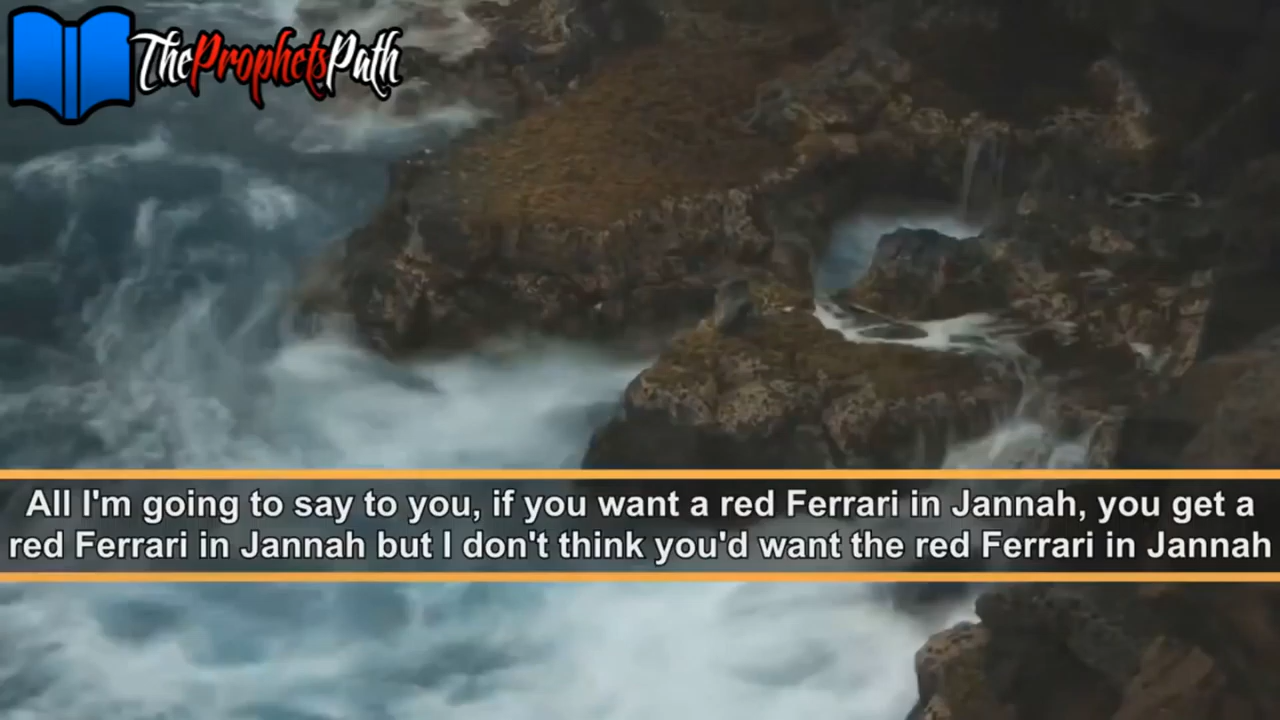 TheProphetsPath
All I'm going to say to you, if you want a red Ferrari in Jannah, you get a
red Ferrari in Jannah but I don't think you'd want the red Ferrari in Jannah